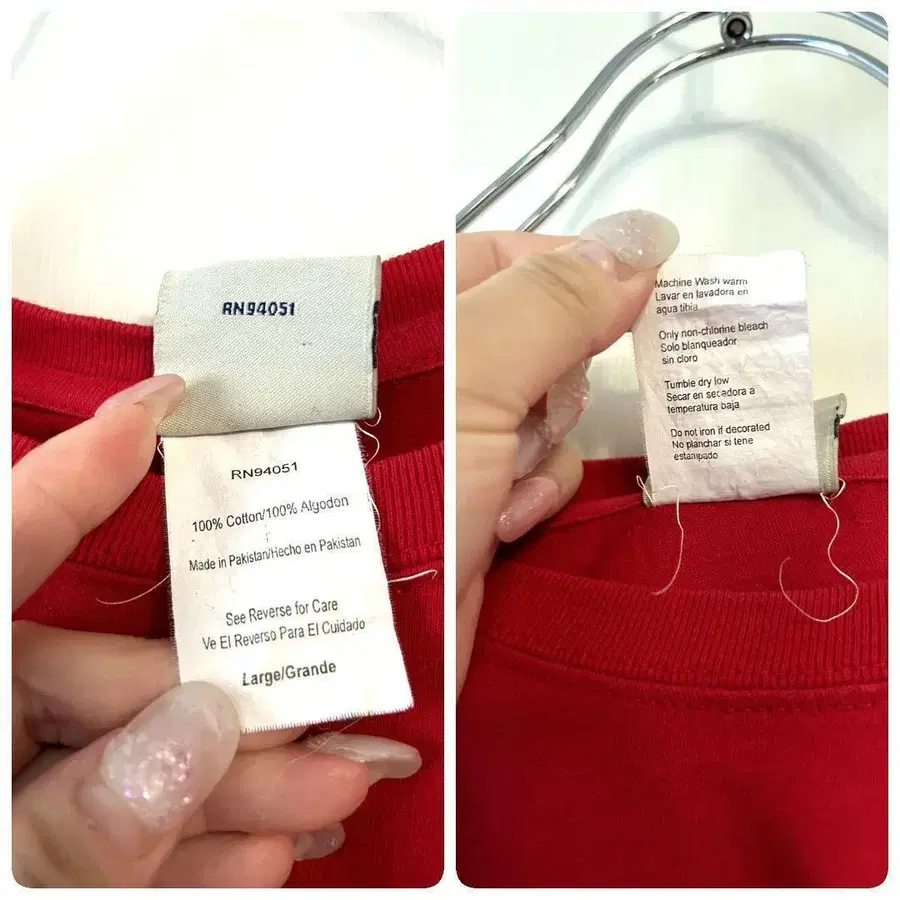 RN94051
RN94051
100% Cotton/100% Algodon
Made in Pakistan/Hecho en Pakistan
See Reverse for Care
Ve El Reverso Para El Cuidado
Large/Grande
Machine Wash warm
Lavar en lavadora en
agua tibia
Only non-chlorine bleach
Solo blanqueador
sin cloro
Tumble dry low
Secar en secadora a
temperatura baja
Do not iron if decorated
No planchar si tene
estampado